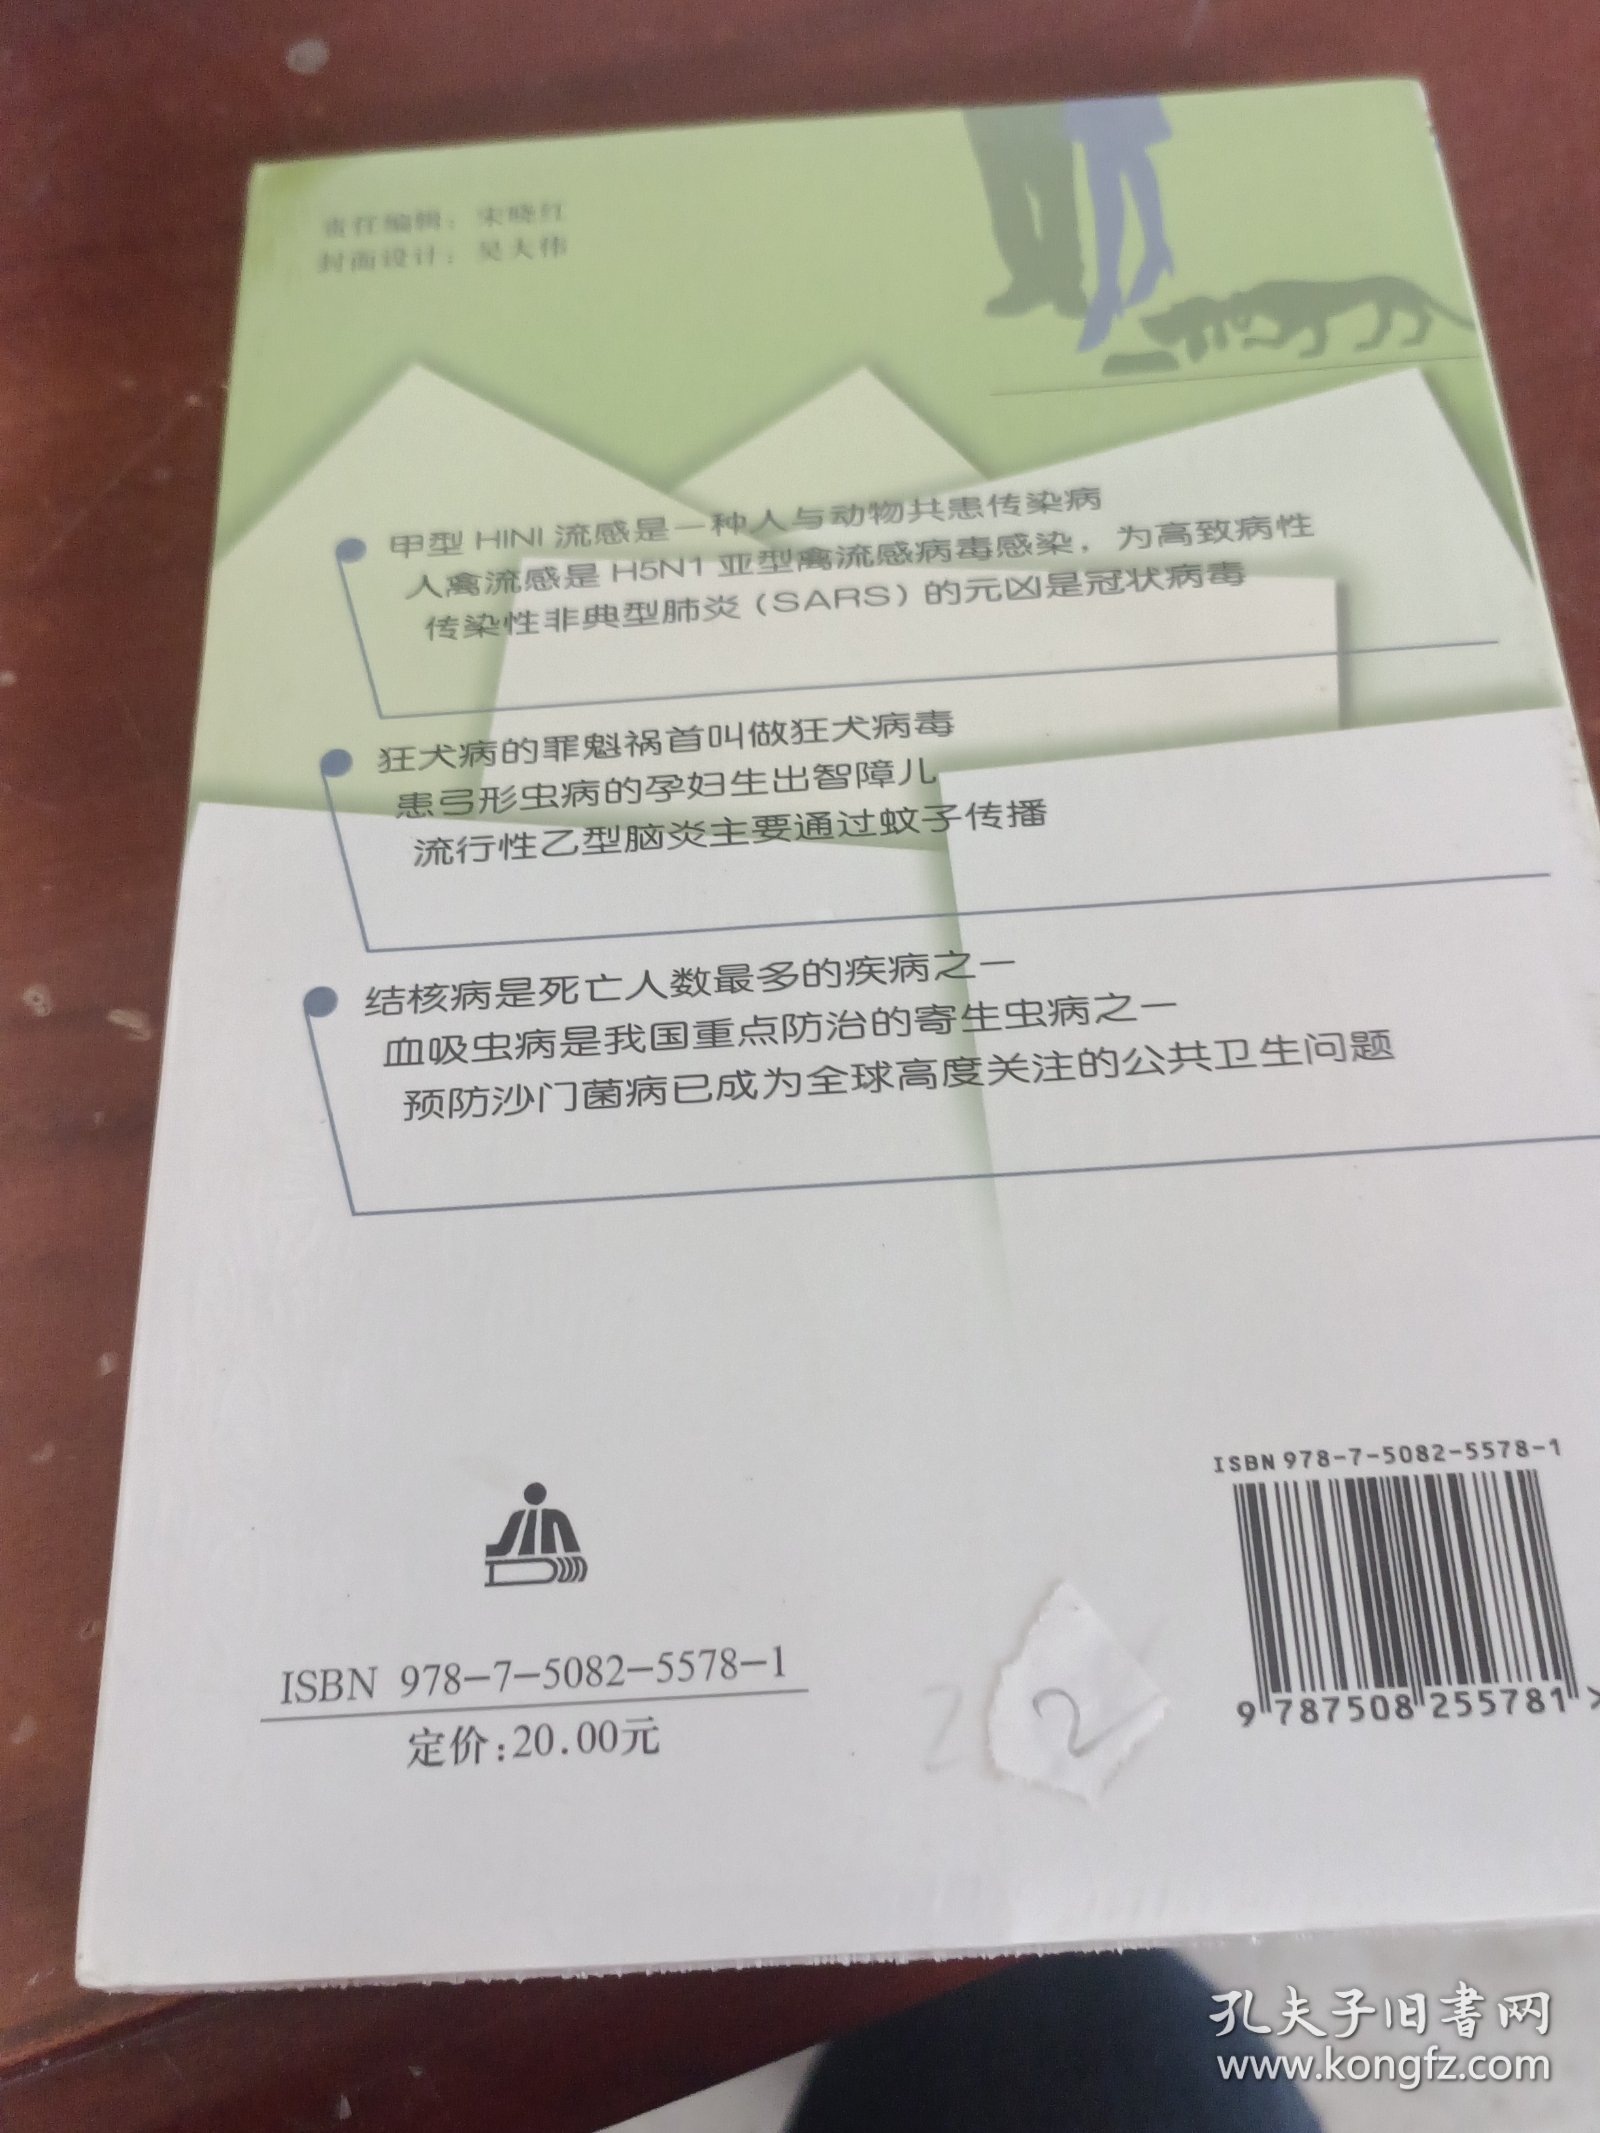 责任编辑：宋晓红
封面设计：吴大伟
甲型 HINI 流感是一种人与动物共患传染病
人禽流感是 H5N1 亚型禽流感病毒感染，为高致病性
传染性非典型肺炎（SARS）的元凶是冠状病毒
狂犬病的罪魁祸首叫做狂犬病毒
患弓形虫病的孕妇生出智障儿
流行性乙型脑炎主要通过蚊子传播
结核病是死亡人数最多的疾病之一
血吸虫病是我国重点防治的寄生虫病之一
预防沙门菌病已成为全球高度关注的公共卫生问题
ISBN 978-7-5082-5578-1
9 787508 255781 >
ISBN 978-7-5082-5578-1
定价:20.00元
2
孔夫子旧书网
www.kongfz.com